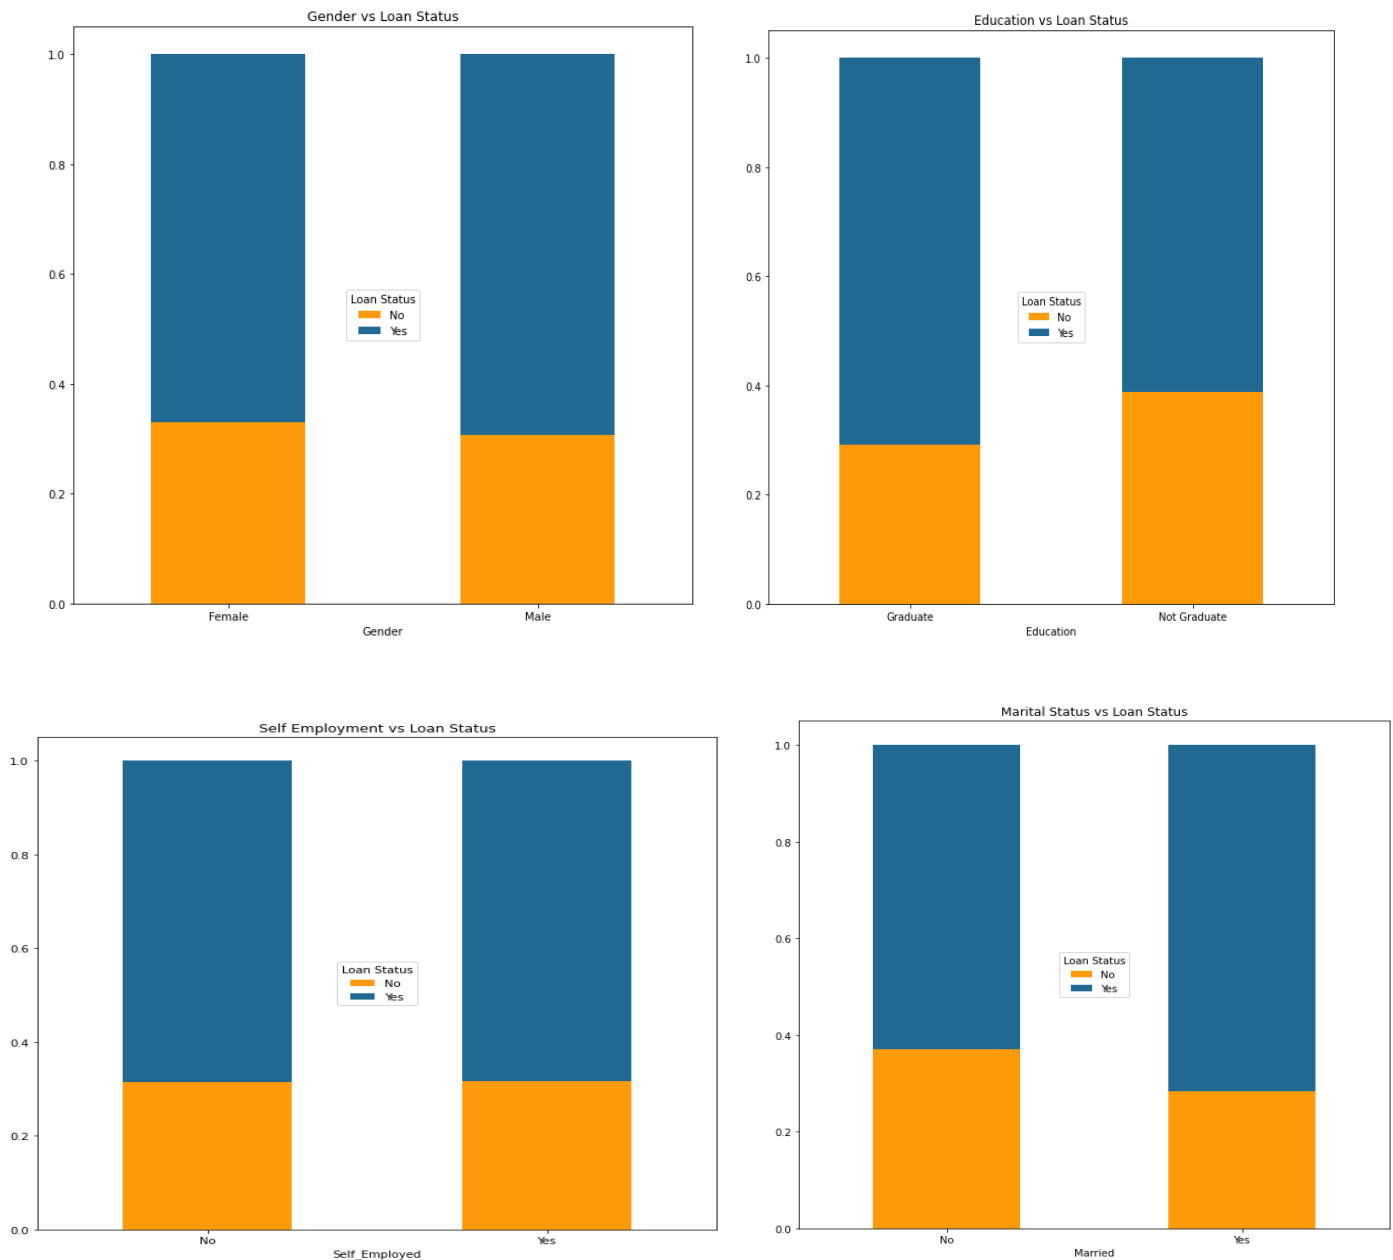 Gender vs Loan Status
1.0
0.8
0.6
0.4
0.2
0.0
Loan Status
No
Yes
Female Male
Gender
Education vs Loan Status
1.0
0.8
0.6
0.4
0.2
0.0
Loan Status
No
Yes
Graduate Not Graduate
Education
Self Employment vs Loan Status
1.0
0.8
0.6
0.4
0.2
0.0
Loan Status
No
Yes
No Yes
Self_Employed
Marital Status vs Loan Status
1.0
0.8
0.6
0.4
0.2
0.0
Loan Status
No
Yes
No Yes
Married